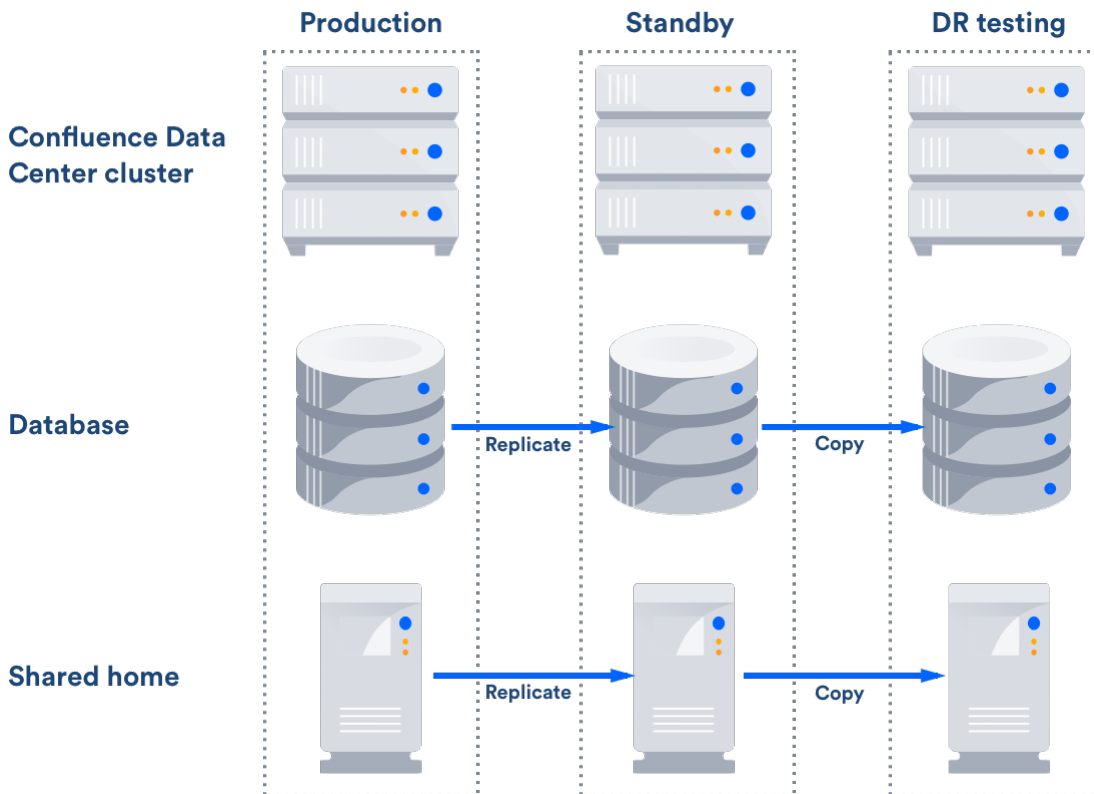 Production
Standby
DR testing
Confluence Data
Center cluster
Database
Replicate
Copy
Shared home
Replicate
Copy